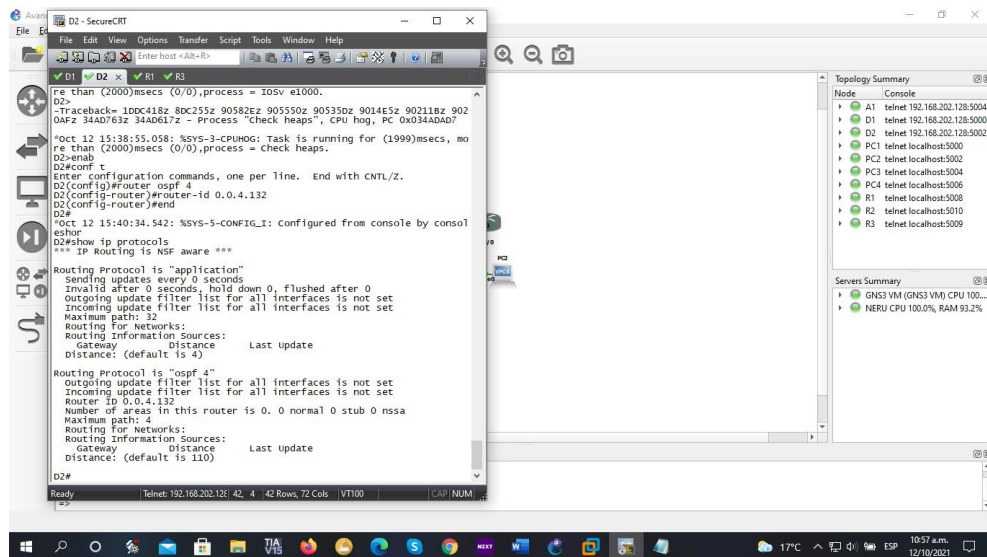 Avan
D2 - SecureCRT
File Ed
File Edit View Options Transfer Script Tools Window Help
Enter host <Alt+R>
D1 D2 R1 R3
re than (2000)msecs (0/0),process = IOSv e1000.
D2>
-Traceback= 1DDC418z 8DC255z 90582Ez 905550z 90535Dz 9014E5z 90211Bz 902
0AFz 34AD763z 34AD617z - Process "Check heaps", CPU hog, PC 0x034ADAD7
*Oct 12 15:38:55.058: %SYS-3-CPUHOG: Task is running for (1999)msecs, mo
re than (2000)msecs (0/0),process = Check heaps.
D2>enab
D2#conf t
Enter configuration commands, one per line.  End with CNTL/Z.
D2(config)#router ospf 4
D2(config-router)#router-id 0.0.4.132
D2(config-router)#end
D2#
*Oct 12 15:40:34.542: %SYS-5-CONFIG_I: Configured from console by consol
eshor
D2#show ip protocols
*** IP Routing is NSF aware ***
Routing Protocol is "application"
Sending updates every 0 seconds
Invalid after 0 seconds, hold down 0, flushed after 0
Outgoing update filter list for all interfaces is not set
Incoming update filter list for all interfaces is not set
Maximum path: 32
Routing for Networks:
Routing Information Sources:
Gateway Distance Last Update
Distance: (default is 4)
Routing Protocol is "ospf 4"
Outgoing update filter list for all interfaces is not set
Incoming update filter list for all interfaces is not set
Router ID 0.0.4.132
Number of areas in this router is 0. 0 normal 0 stub 0 nssa
Maximum path: 4
Routing for Networks:
Routing Information Sources:
Gateway Distance Last Update
Distance: (default is 110)
D2#
Ready Telnet: 192.168.202.128 42, 4 42 Rows, 72 Cols VT100 CAP NUM
=>
PC2
VPCS
Topology Summary
Node Console
A1 telnet 192.168.202.128:5004
D1 telnet 192.168.202.128:5000
D2 telnet 192.168.202.128:5002
PC1 telnet localhost:5000
PC2 telnet localhost:5002
PC3 telnet localhost:5004
PC4 telnet localhost:5006
R1 telnet localhost:5008
R2 telnet localhost:5010
R3 telnet localhost:5009
Servers Summary
GNS3 VM (GNS3 VM) CPU 100....
NERU CPU 100.0%, RAM 93.2%
TIA V15
NIXT
17°C ESP 10:57 a.m.
12/10/2021